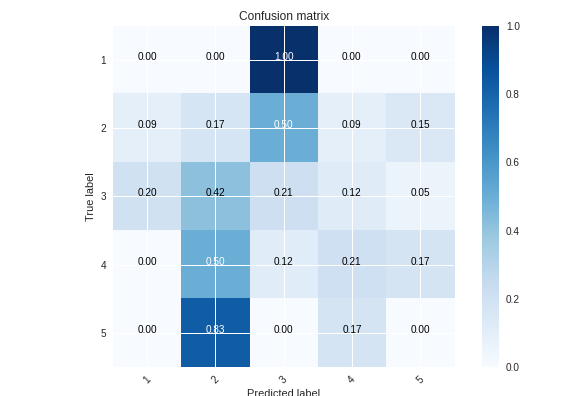 Confusion matrix
1.0
1 0.00 0.00 1.00 0.00 0.00
0.8
2 0.09 0.17 0.50 0.09 0.15
0.6
True label
3 0.20 0.42 0.21 0.12 0.05
0.4
4 0.00 0.50 0.12 0.21 0.17
0.2
5 0.00 0.83 0.00 0.17 0.00
0.0
1 2 3 4 5
Predicted label